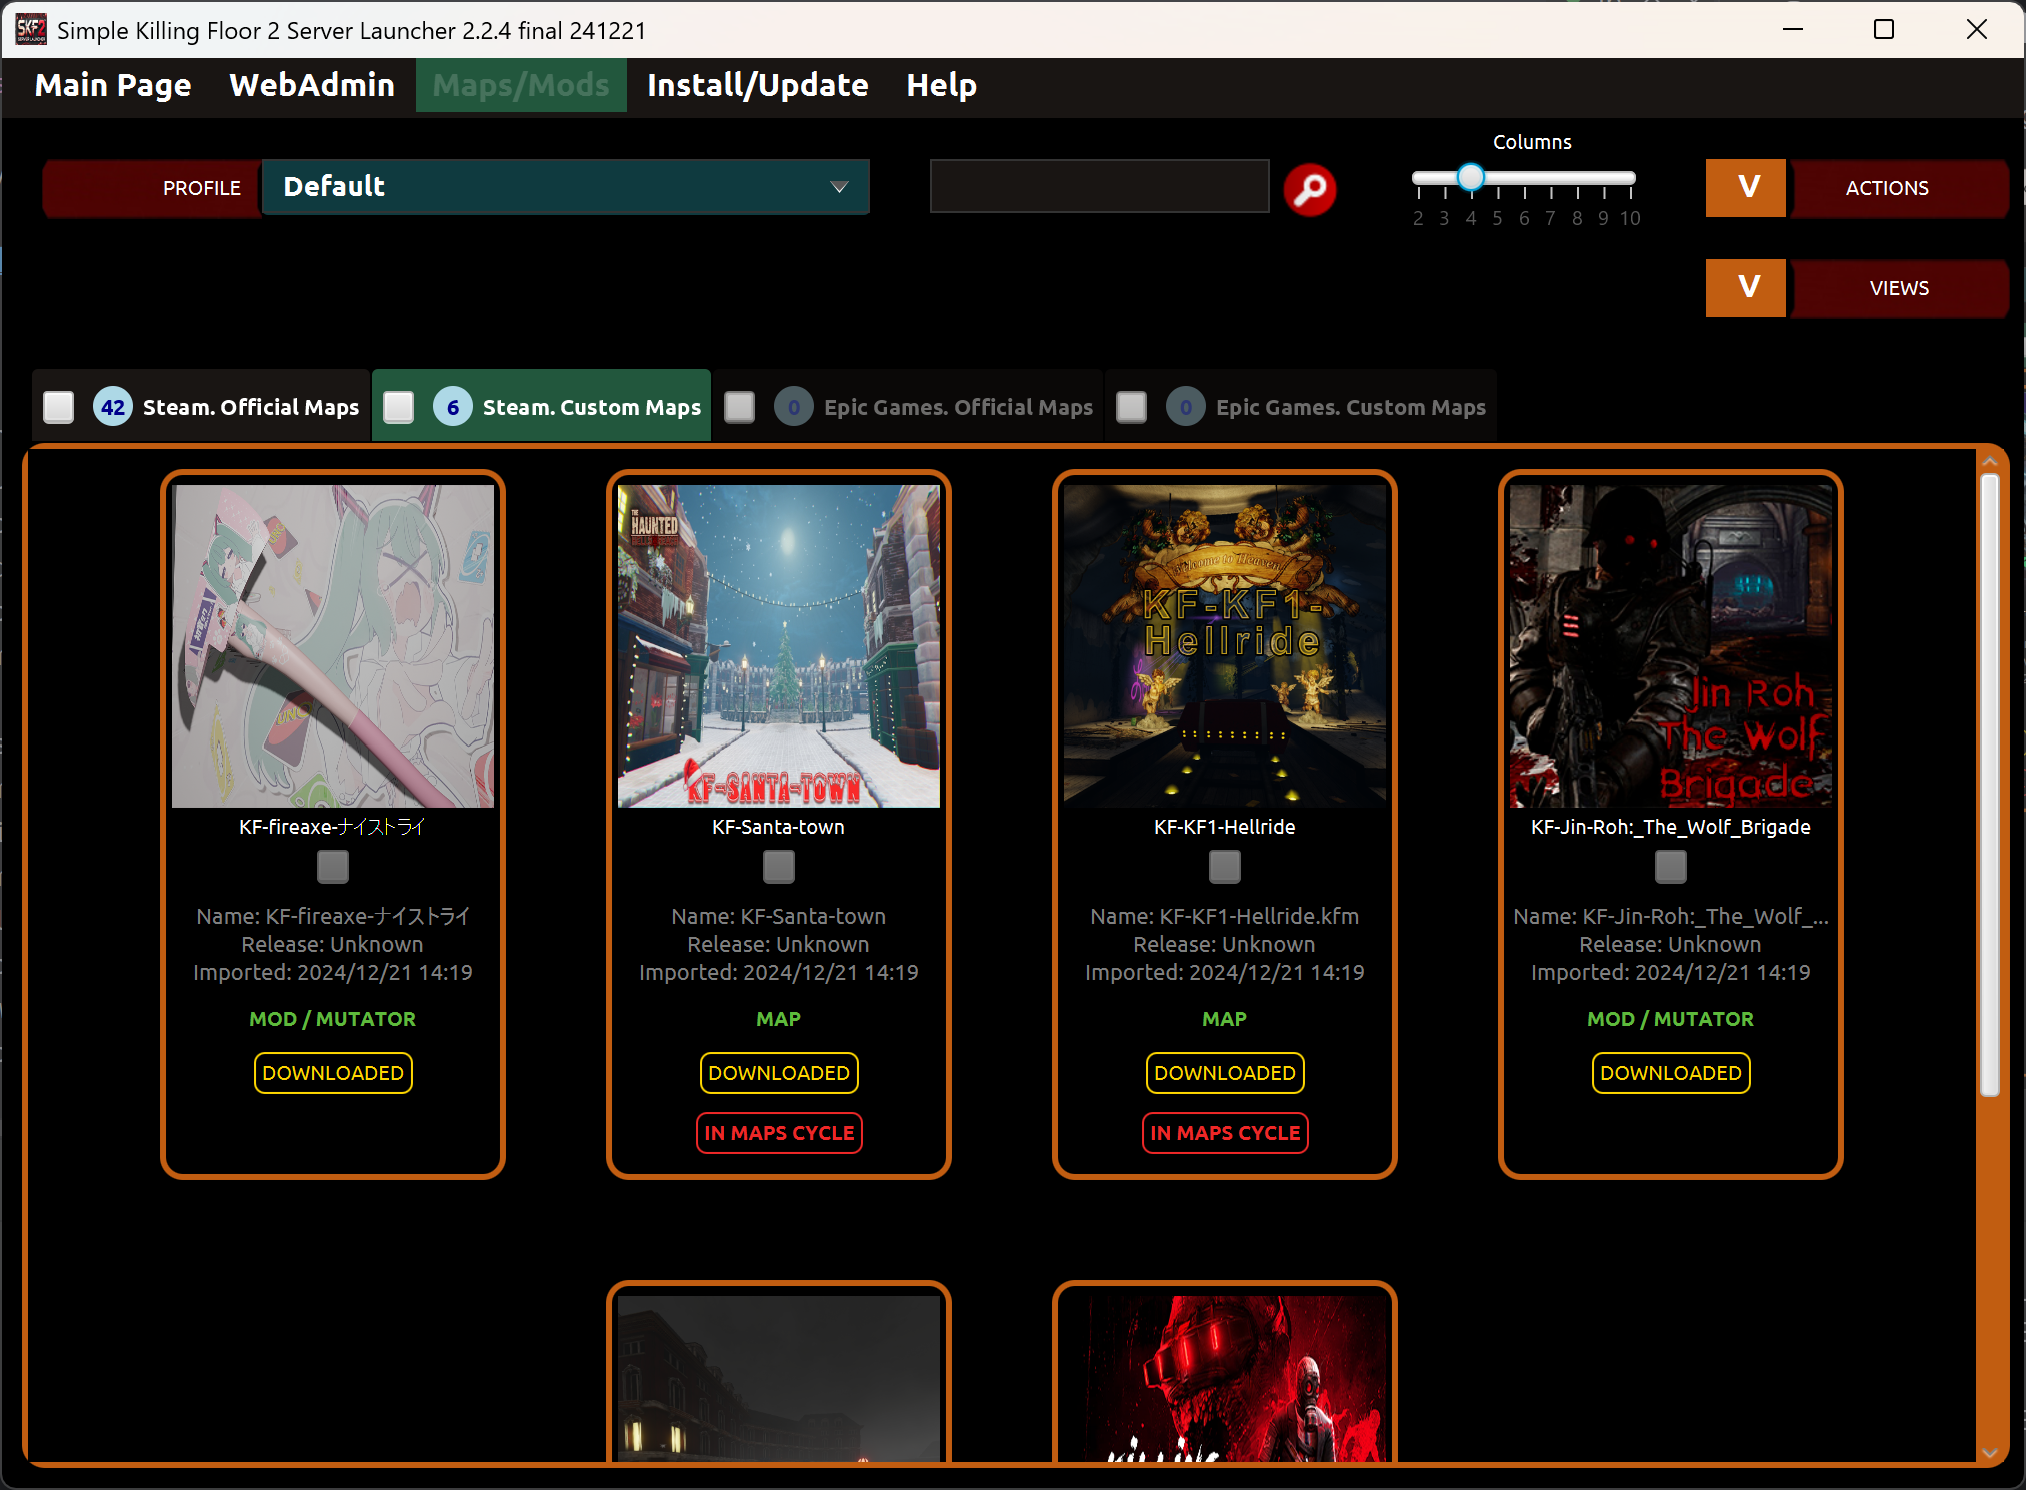 SKF2
Simple Killing Floor 2 Server Launcher 2.2.4 final 241221
Main Page
WebAdmin
Maps/Mods
Install/Update
Help
PROFILE
Default
Columns
2 3 4 5 6 7 8 9 10
V
ACTIONS
V
VIEWS
42 Steam. Official Maps
6 Steam. Custom Maps
0 Epic Games. Official Maps
0 Epic Games. Custom Maps
UNO
KF-fireaxe-ナイストライ
Name: KF-fireaxe-ナイストライ
Release: Unknown
Imported: 2024/12/21 14:19
MOD / MUTATOR
DOWNLOADED
THE
HAUNTED
KF-SANTA-TOWN
KF-Santa-town
Name: KF-Santa-town
Release: Unknown
Imported: 2024/12/21 14:19
MAP
DOWNLOADED
IN MAPS CYCLE
Welcome to Heaven!
KF-KF1-
Hellride
KF-KF1-Hellride
Name: KF-KF1-Hellride.kfm
Release: Unknown
Imported: 2024/12/21 14:19
MAP
DOWNLOADED
IN MAPS CYCLE
Jin Roh
The Wolf
Brigade
KF-Jin-Roh:_The_Wolf_Brigade
Name: KF-Jin-Roh:_The_Wolf_...
Release: Unknown
Imported: 2024/12/21 14:19
MOD / MUTATOR
DOWNLOADED